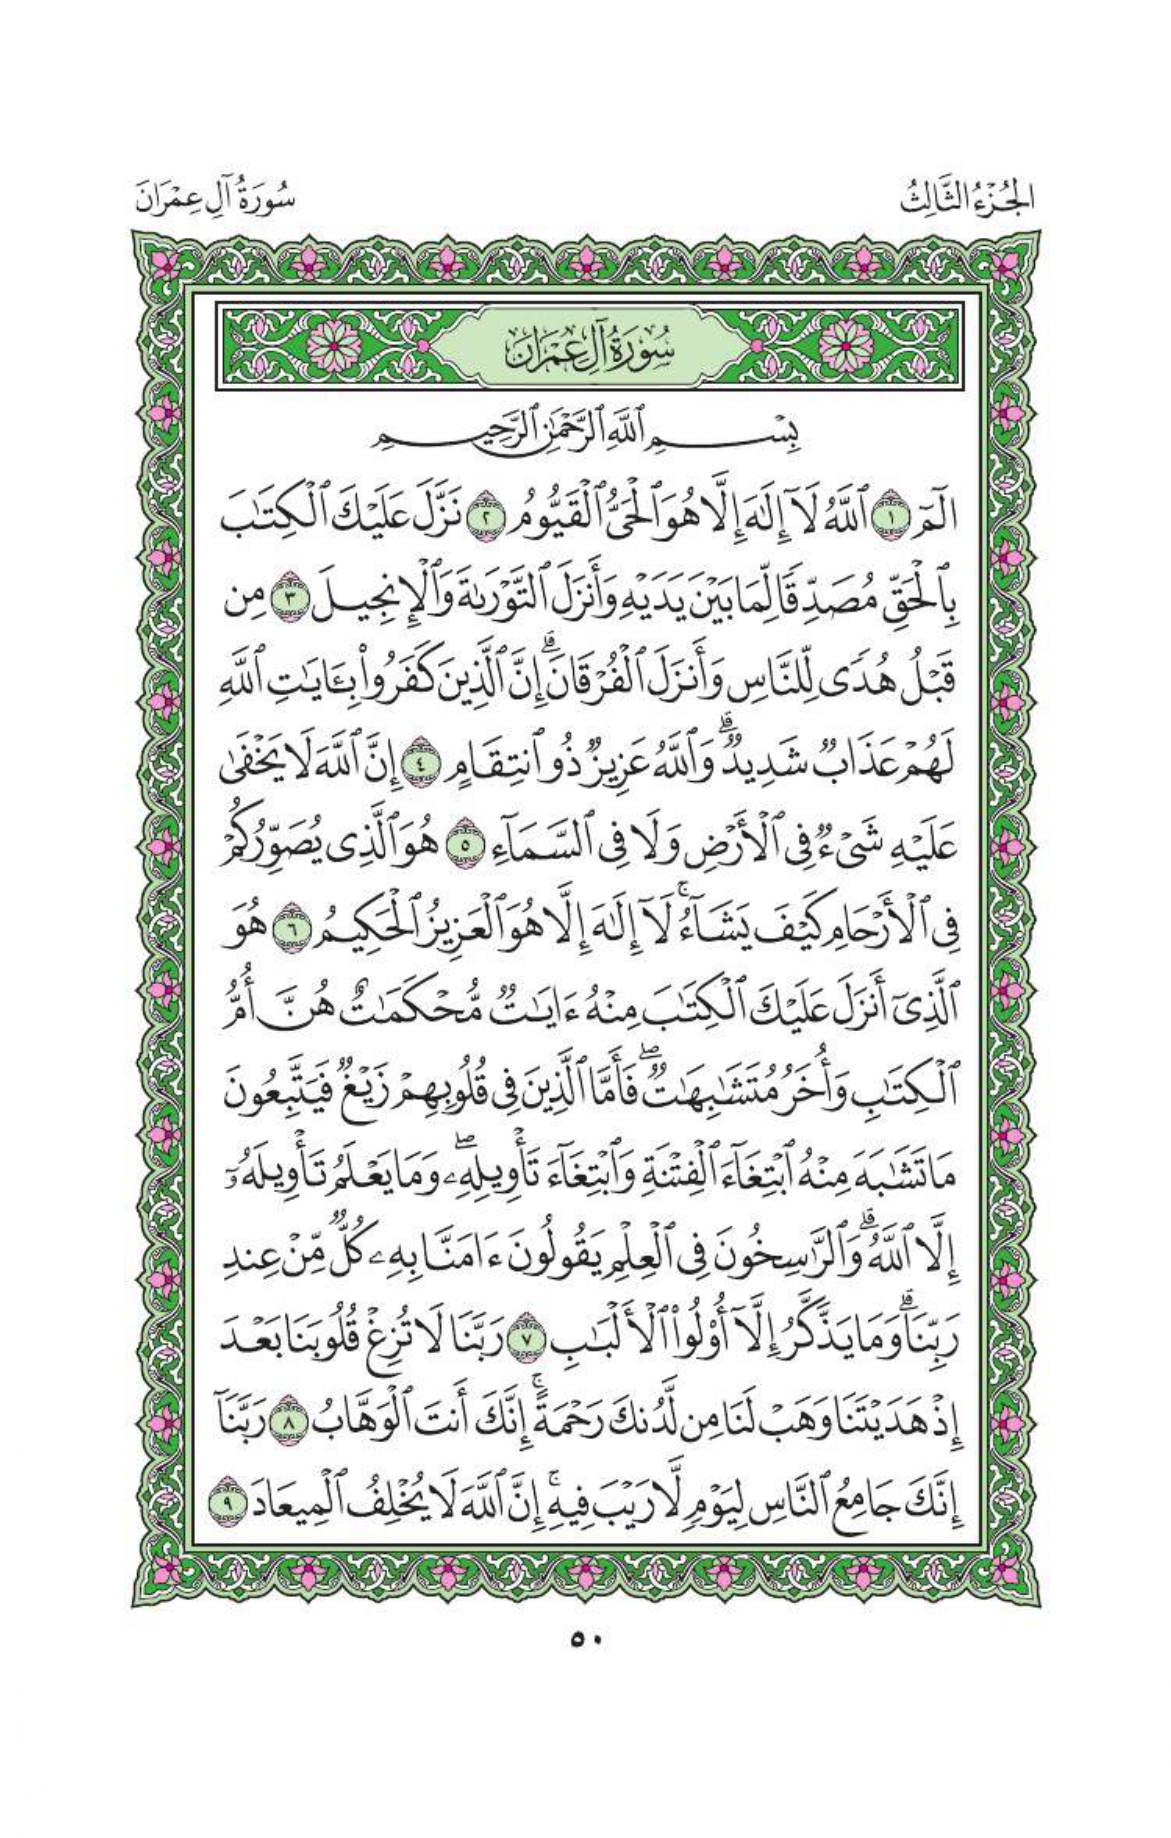 الجُزْءُ الثَّالِثُ
سُورَةُ آلِ عِمْرَانَ
سُورَةُ آلِ عِمْرَانَ
بِسْمِ ٱللَّهِ ٱلرَّحْمَٰنِ ٱلرَّحِيمِ
الٓمٓ ١ ٱللَّهُ لَآ إِلَٰهَ إِلَّا هُوَ ٱلْحَىُّ ٱلْقَيُّومُ ٢ نَزَّلَ عَلَيْكَ ٱلْكِتَٰبَ
بِٱلْحَقِّ مُصَدِّقًا لِّمَا بَيْنَ يَدَيْهِ وَأَنزَلَ ٱلتَّوْرَىٰةَ وَٱلْإِنجِيلَ ٣ مِن
قَبْلُ هُدًى لِّلنَّاسِ وَأَنزَلَ ٱلْفُرْقَانَ ۗ إِنَّ ٱلَّذِينَ كَفَرُوا۟ بِـَٔايَٰتِ ٱللَّهِ
لَهُمْ عَذَابٌ شَدِيدٌ ۗ وَٱللَّهُ عَزِيزٌ ذُو ٱنتِقَامٍ ٤ إِنَّ ٱللَّهَ لَا يَخْفَىٰ
عَلَيْهِ شَىْءٌ فِى ٱلْأَرْضِ وَلَا فِى ٱلسَّمَآءِ ٥ هُوَ ٱلَّذِى يُصَوِّرُكُمْ
فِى ٱلْأَرْحَامِ كَيْفَ يَشَآءُ ۚ لَآ إِلَٰهَ إِلَّا هُوَ ٱلْعَزِيزُ ٱلْحَكِيمُ ٦ هُوَ
ٱلَّذِىٓ أَنزَلَ عَلَيْكَ ٱلْكِتَٰبَ مِنْهُ ءَايَٰتٌ مُّحْكَمَٰتٌ هُنَّ أُمُّ
ٱلْكِتَٰبِ وَأُخَرُ مُتَشَٰبِهَٰتٌ ۖ فَأَمَّا ٱلَّذِينَ فِى قُلُوبِهِمْ زَيْغٌ فَيَتَّبِعُونَ
مَا تَشَٰبَهَ مِنْهُ ٱبْتِغَآءَ ٱلْفِتْنَةِ وَٱبْتِغَآءَ تَأْوِيلِهِۦ ۖ وَمَا يَعْلَمُ تَأْوِيلَهُۥٓ
إِلَّا ٱللَّهُ ۗ وَٱلرَّٰسِخُونَ فِى ٱلْعِلْمِ يَقُولُونَ ءَامَنَّا بِهِۦ كُلٌّ مِّنْ عِندِ
رَبِّنَا ۗ وَمَا يَذَّكَّرُ إِلَّآ أُو۟لُوا۟ ٱلْأَلْبَٰبِ ٧ رَبَّنَا لَا تُزِغْ قُلُوبَنَا بَعْدَ
إِذْ هَدَيْتَنَا وَهَبْ لَنَا مِن لَّدُنكَ رَحْمَةً ۚ إِنَّكَ أَنتَ ٱلْوَهَّابُ ٨ رَبَّنَآ
إِنَّكَ جَامِعُ ٱلنَّاسِ لِيَوْمٍ لَّا رَيْبَ فِيهِ ۚ إِنَّ ٱللَّهَ لَا يُخْلِفُ ٱلْمِيعَادَ ٩
٥٠